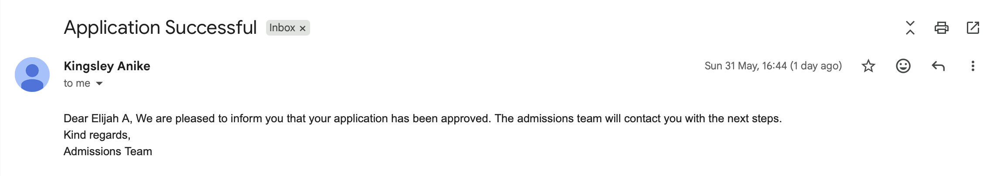 Application Successful Inbox ×
Kingsley Anike
Sun 31 May, 16:44 (1 day ago)
to me
Dear Elijah A, We are pleased to inform you that your application has been approved. The admissions team will contact you with the next steps.
Kind regards,
Admissions Team